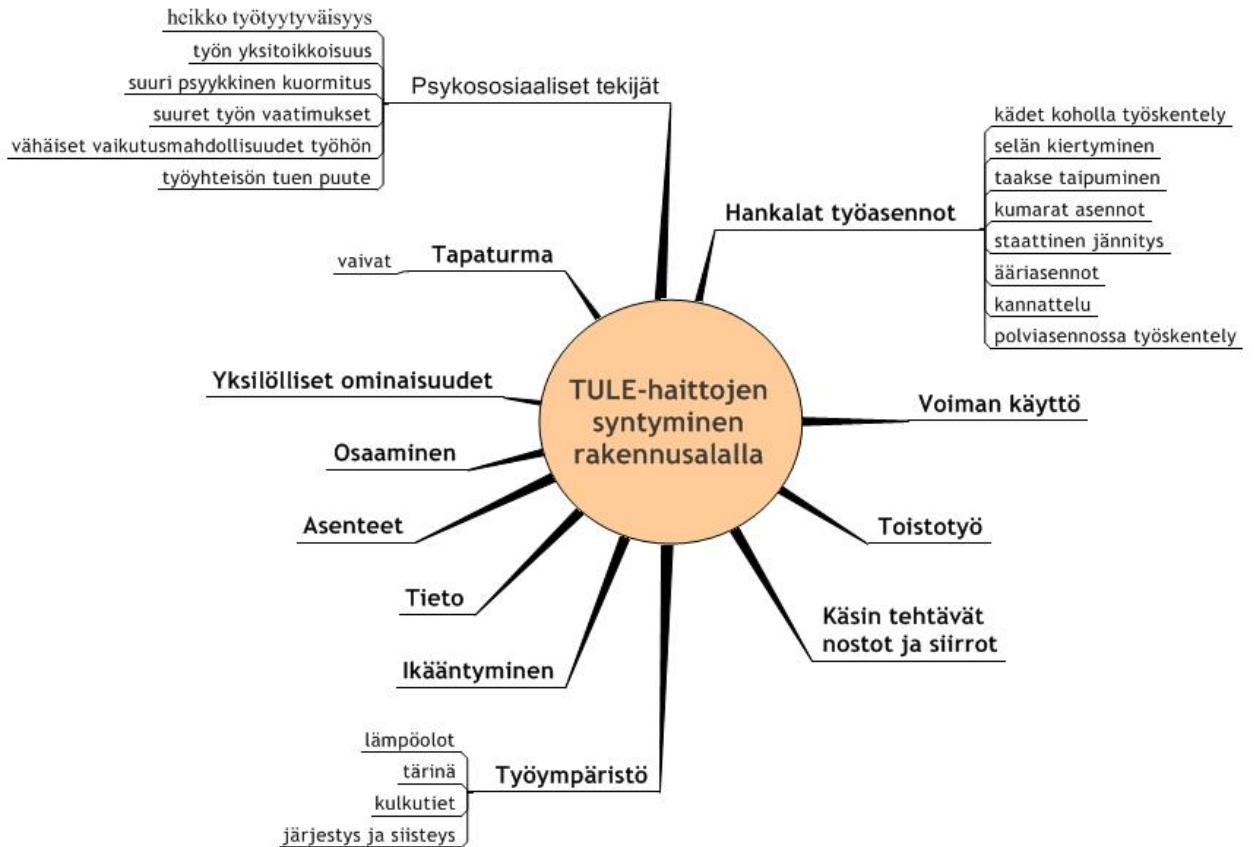 heikko työtyytyväisyys
työn yksitoikkoisuus
suuri psyykkinen kuormitus
suuret työn vaatimukset
vähäiset vaikutusmahdollisuudet työhön
työyhteisön tuen puute
Psykososiaaliset tekijät
kädet koholla työskentely
selän kiertyminen
taakse taipuminen
kumarat asennot
staattinen jännitys
ääriasennot
kannattelu
polviasennossa työskentely
Hankalat työasennot
vaivat
Tapaturma
Yksilölliset ominaisuudet
Osaaminen
Asenteet
Tieto
Ikääntyminen
TULE-haittojen
syntyminen
rakennusalalla
Voiman käyttö
Toistotyö
Käsin tehtävät
nostot ja siirrot
lämpöolot
tärinä
kulkutiet
järjestys ja siisteys
Työympäristö